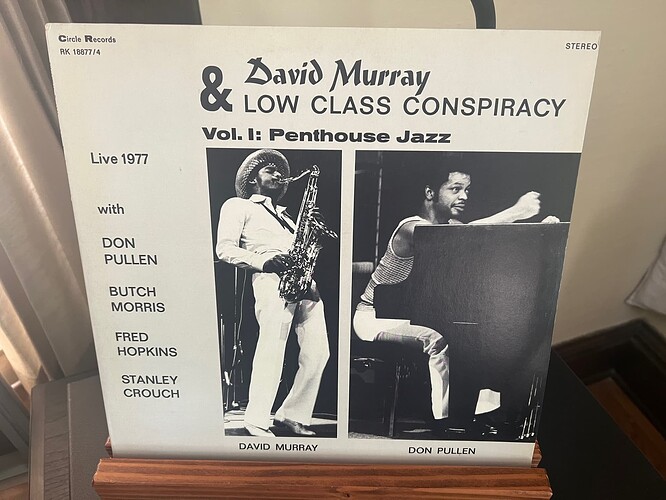 Circle Records
RK 18877/4
STEREO
David Murray
& LOW CLASS CONSPIRACY
Vol. I: Penthouse Jazz
Live 1977
with
DON
PULLEN
BUTCH
MORRIS
FRED
HOPKINS
STANLEY
CROUCH
DAVID MURRAY
DON PULLEN